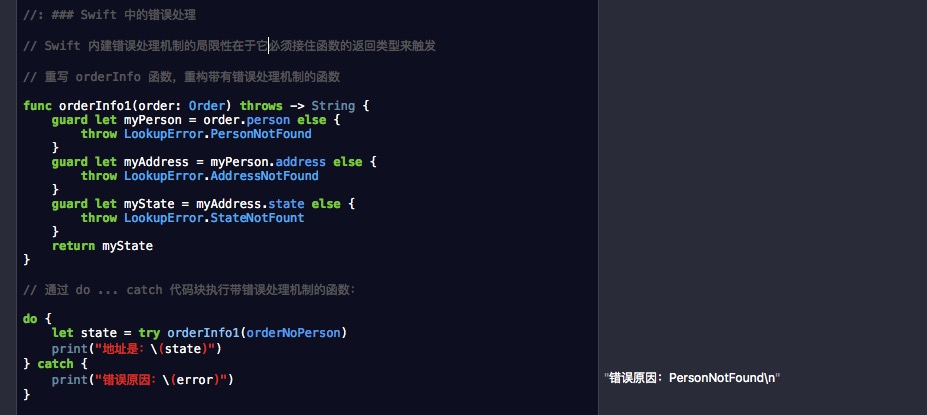 //: ### Swift 中的错误处理
// Swift 内建错误处理机制的局限性在于它必须接住函数的返回类型来触发
// 重写 orderInfo 函数，重构带有错误处理机制的函数
func orderInfo1(order: Order) throws -> String {
    guard let myPerson = order.person else {
        throw LookupError.PersonNotFound
    }
    guard let myAddress = myPerson.address else {
        throw LookupError.AddressNotFound
    }
    guard let myState = myAddress.state else {
        throw LookupError.StateNotFount
    }
    return myState
}
// 通过 do ... catch 代码块执行带错误处理机制的函数：
do {
    let state = try orderInfo1(orderNoPerson)
    print("地址是：\(state)")
} catch {
    print("错误原因：\(error)")
}
"错误原因：PersonNotFound\n"